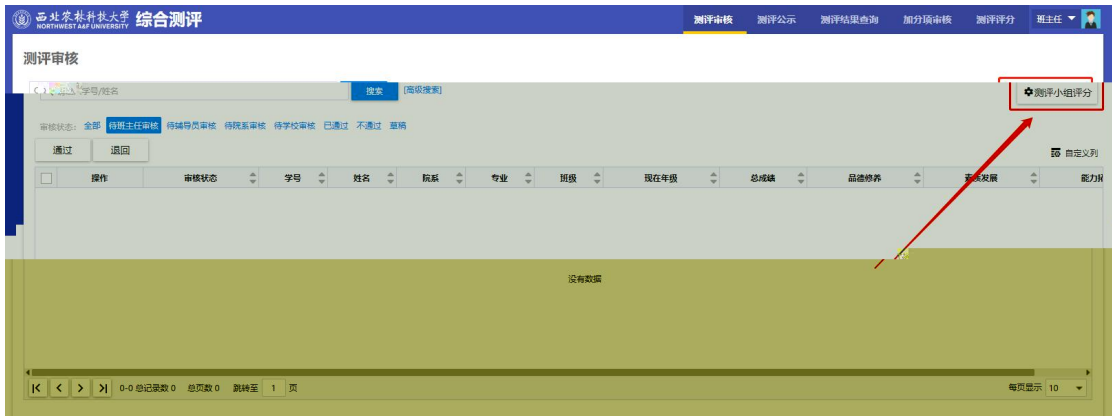 西北农林科技大学 综合测评 测评审核 测评公示 测评结果查询 加分项审核 测评评分 班主任
NORTHWEST A&F UNIVERSITY
测评审核
学号/姓名 搜索 [高级搜索] 测评小组评分
审核状态: 全部 待班主任审核 待辅导员审核 待院系审核 待学校审核 已通过 不通过 草稿
通过 退回 自定义列
操作 审核状态 学号 姓名 院系 专业 班级 现在年级 总成绩 品德修养 发展 能力
没有数据
0-0 总记录数 0 总页数 0 跳转至 1 页 每页显示 10